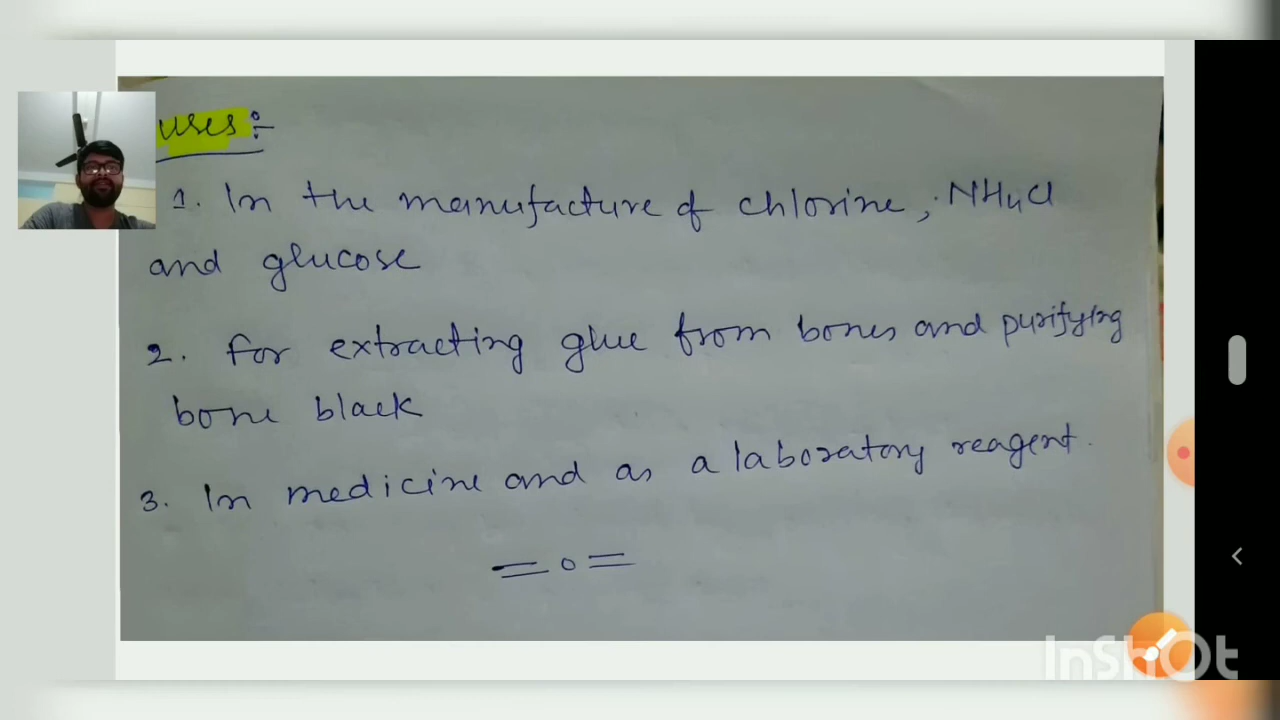 uses:-
1. In the manufacture of chlorine, NH4Cl
and glucose
2. for extracting glue from bones and purifying
bone black
3. In medicine and as a laboratory reagent.
= 0 =
InShOt